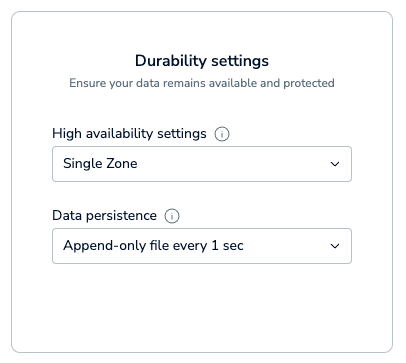 Durability settings
Ensure your data remains available and protected
High availability settings
Single Zone
Data persistence
Append-only file every 1 sec